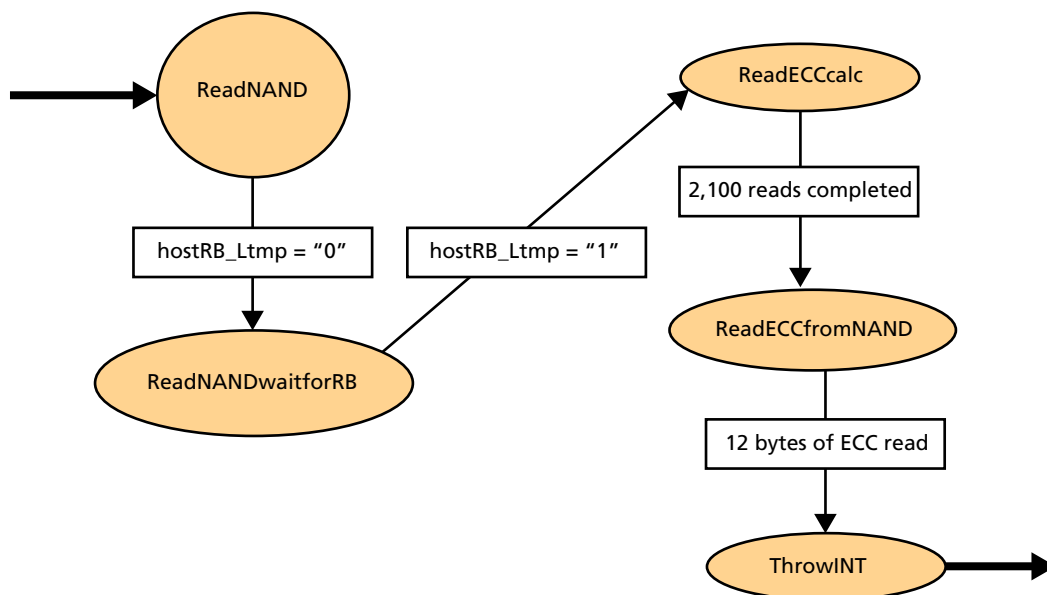 ReadNAND
hostRB_Ltmp = “0”
ReadNANDwaitforRB
hostRB_Ltmp = “1”
ReadECCcalc
2,100 reads completed
ReadECCfromNAND
12 bytes of ECC read
ThrowINT